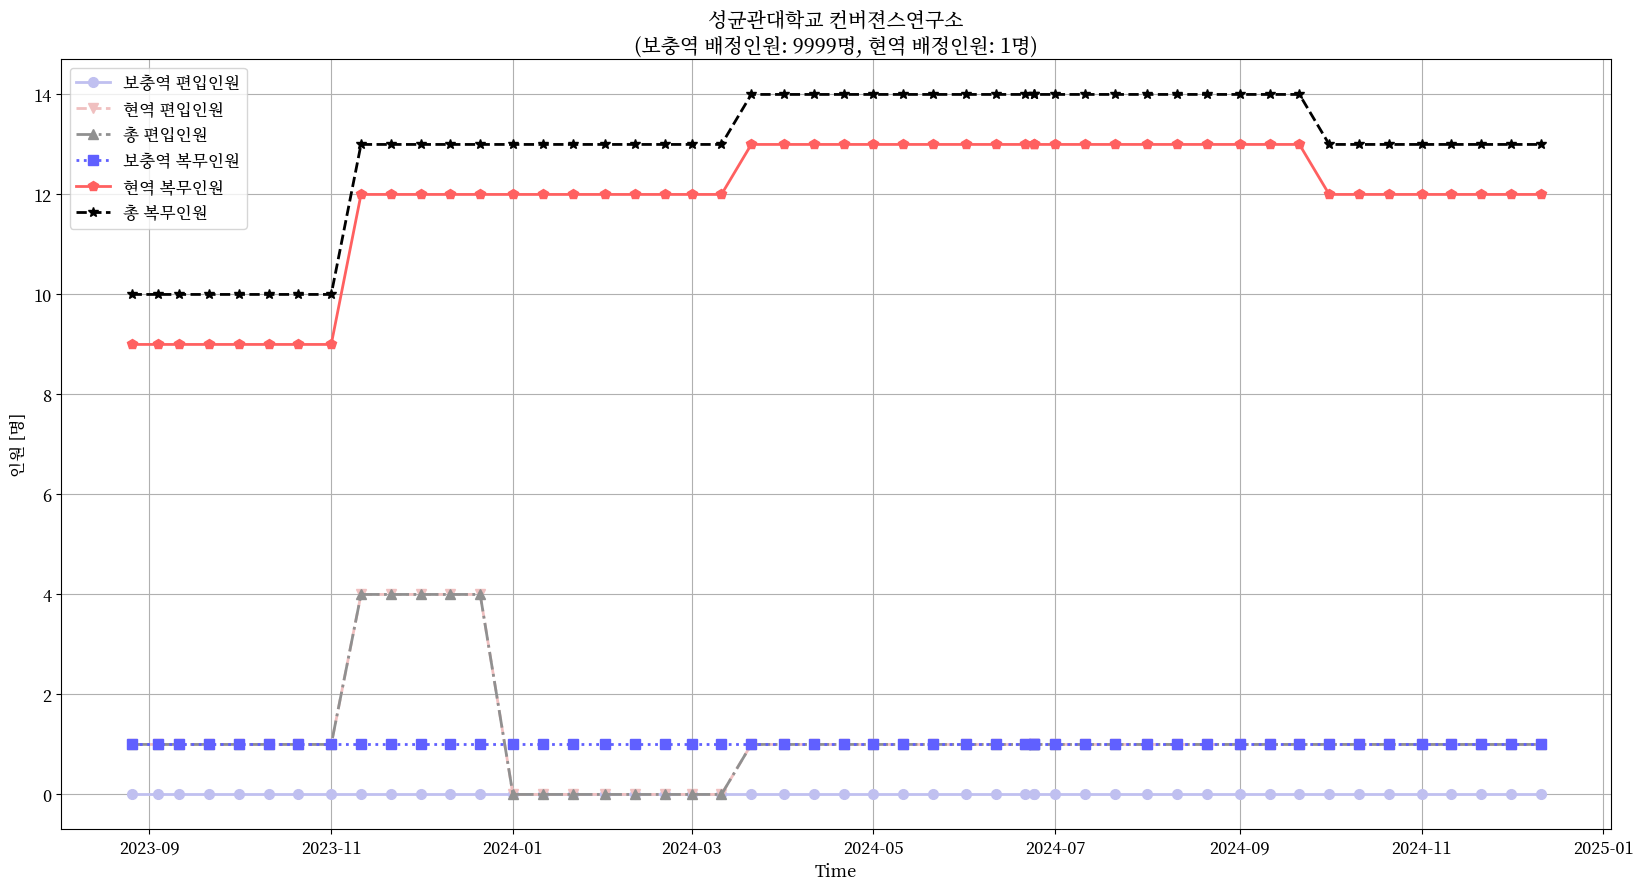 성균관대학교 컨버젼스연구소
(보충역 배정인원: 9999명, 현역 배정인원: 1명)
보충역 편입인원
현역 편입인원
총 편입인원
보충역 복무인원
현역 복무인원
총 복무인원
14
12
10
8
6
4
2
0
인원 [명]
2023-09 2023-11 2024-01 2024-03 2024-05 2024-07 2024-09 2024-11 2025-01
Time